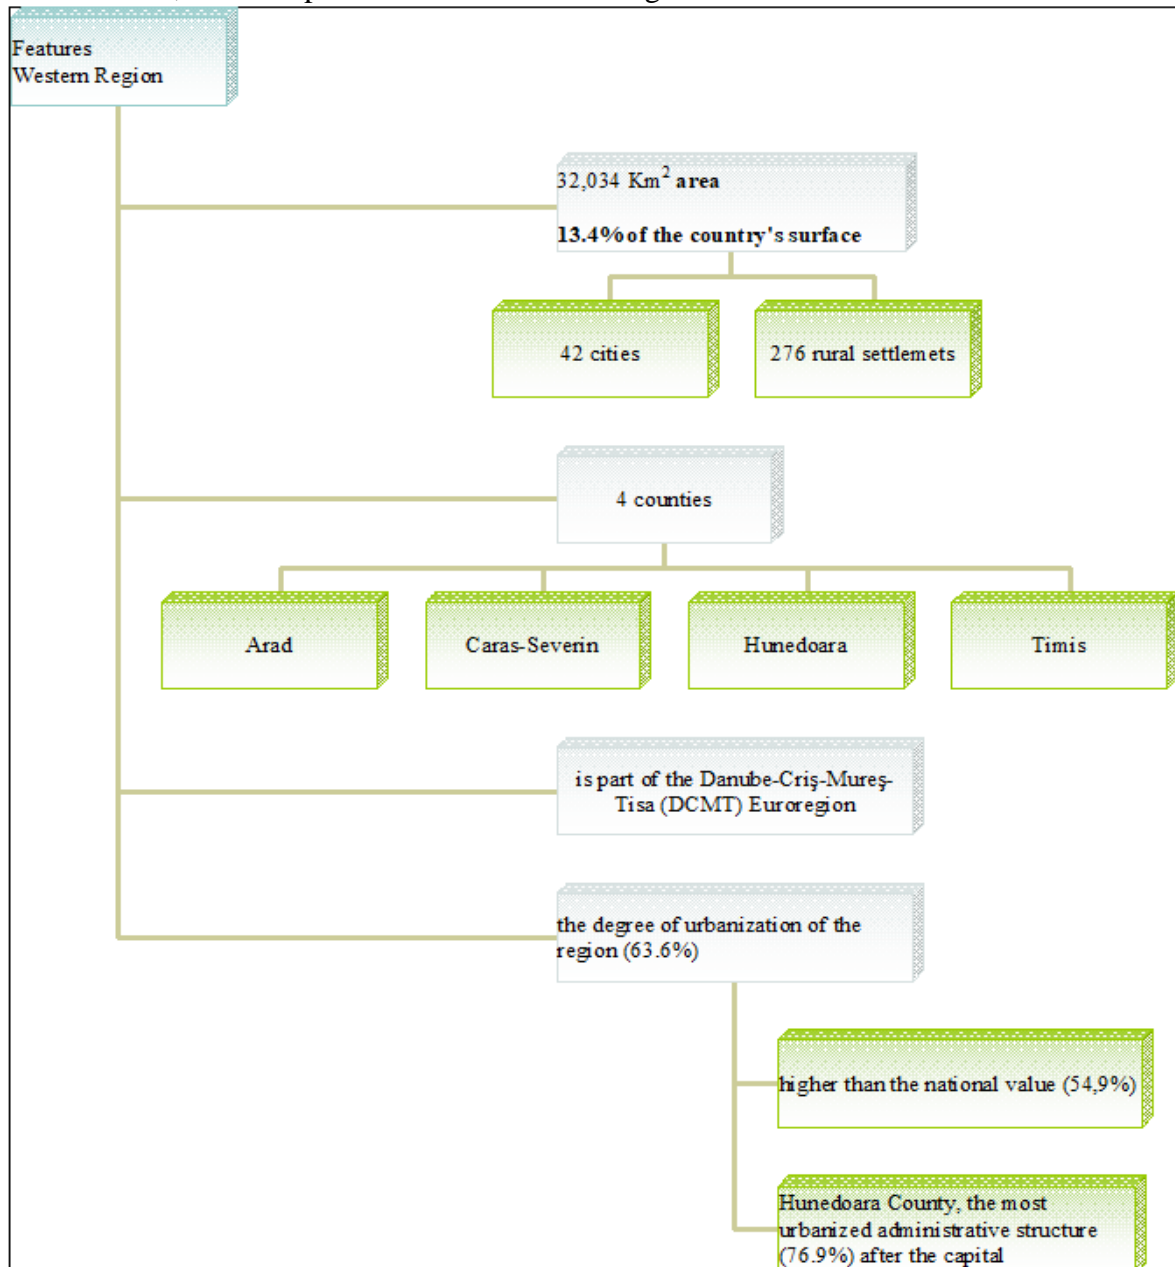 Features
Western Region
32,034 Km² area
13.4% of the country's surface
42 cities
276 rural settlemets
4 counties
Arad
Caras-Severin
Hunedoara
Timis
is part of the Danube-Criş-Mureş-
Tisa (DCMT) Euroregion
the degree of urbanization of the
region (63.6%)
higher than the national value (54,9%)
Hunedoara County, the most
urbanized administrative structure
(76.9%) after the capital